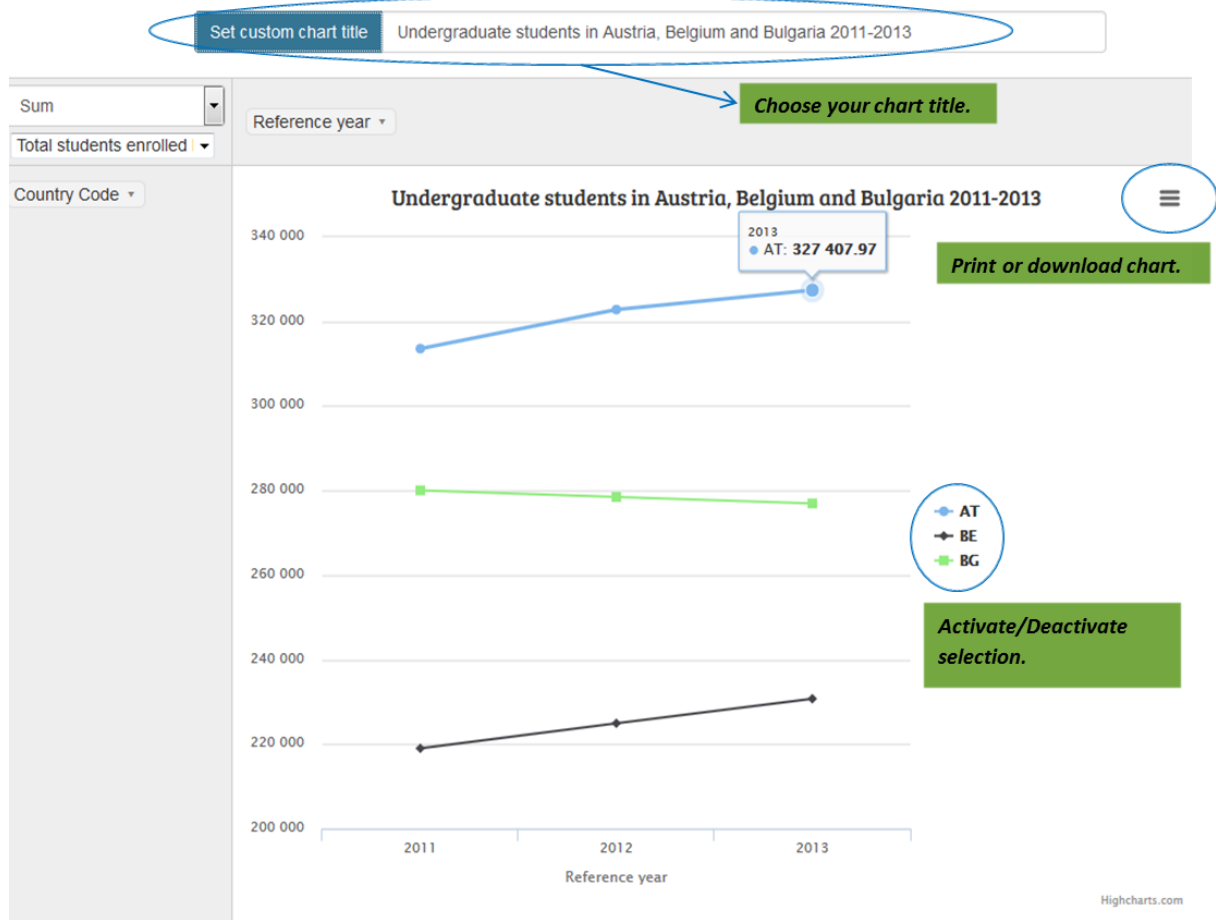 Set custom chart title Undergraduate students in Austria, Belgium and Bulgaria 2011-2013
Choose your chart title.
Sum
Reference year
Total students enrolled
Country Code
Undergraduate students in Austria, Belgium and Bulgaria 2011-2013
340 000
2013
AT: 327 407.97
Print or download chart.
320 000
300 000
280 000
AT
BE
BG
260 000
Activate/Deactivate
selection.
240 000
220 000
200 000
2011 2012 2013
Reference year
Highcharts.com